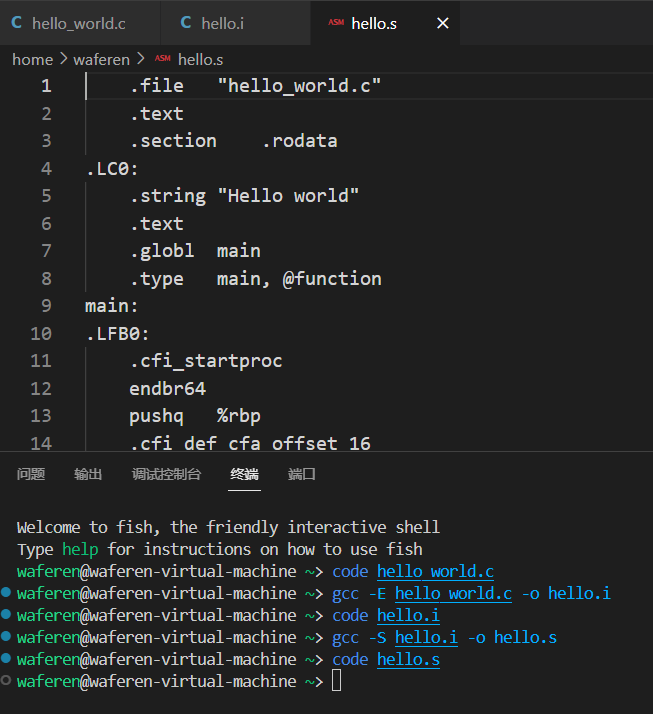 C hello_world.c C hello.i ASM hello.s ×
home > waferen > ASM hello.s
1 .file "hello_world.c"
2 .text
3 .section .rodata
4 .LC0:
5 .string "Hello world"
6 .text
7 .globl main
8 .type main, @function
9 main:
10 .LFB0:
11 .cfi_startproc
12 endbr64
13 pushq %rbp
14 .cfi_def_cfa_offset 16
问题 输出 调试控制台 终端 端口
Welcome to fish, the friendly interactive shell
Type help for instructions on how to use fish
waferen@waferen-virtual-machine ~> code hello_world.c
waferen@waferen-virtual-machine ~> gcc -E hello_world.c -o hello.i
waferen@waferen-virtual-machine ~> code hello.i
waferen@waferen-virtual-machine ~> gcc -S hello.i -o hello.s
waferen@waferen-virtual-machine ~> code hello.s
waferen@waferen-virtual-machine ~>